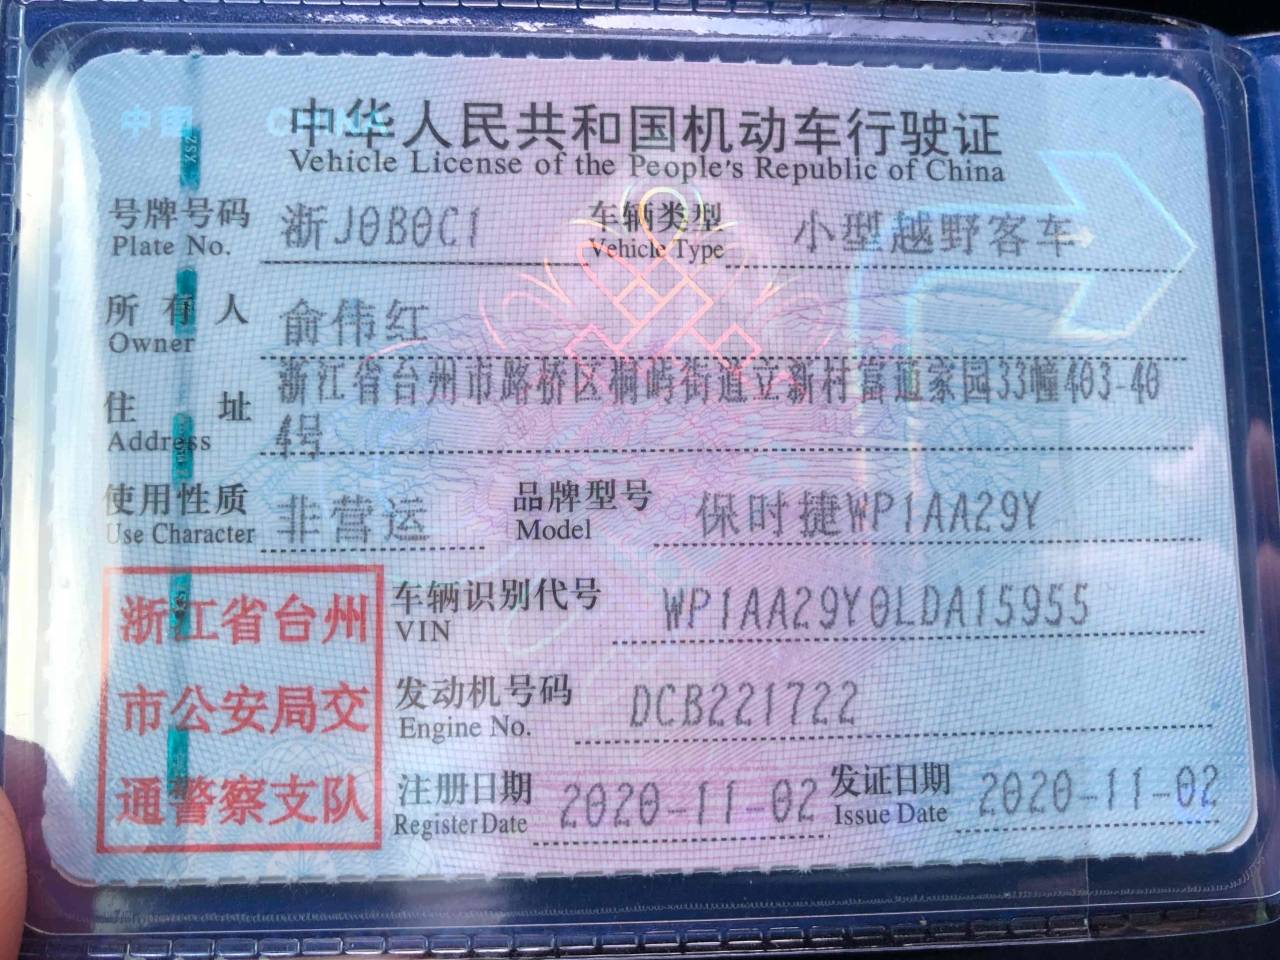 中国 CHINA
中华人民共和国机动车行驶证
Vehicle License of the People's Republic of China
号牌号码 浙J0B0C1 车辆类型 小型越野客车
Plate No. Vehicle Type
所有人 俞伟红
Owner
住址 浙江省台州市路桥区桐屿街道立新村富通家园33幢403-40
Address 4号
使用性质 非营运 品牌型号 保时捷WP1AA29Y
Use Character Model
浙江省台州
市公安局交
通警察支队
车辆识别代号 WP1AA29Y0LDA15955
VIN
发动机号码 DCB221722
Engine No.
注册日期 2020-11-02 发证日期 2020-11-02
Register Date Issue Date